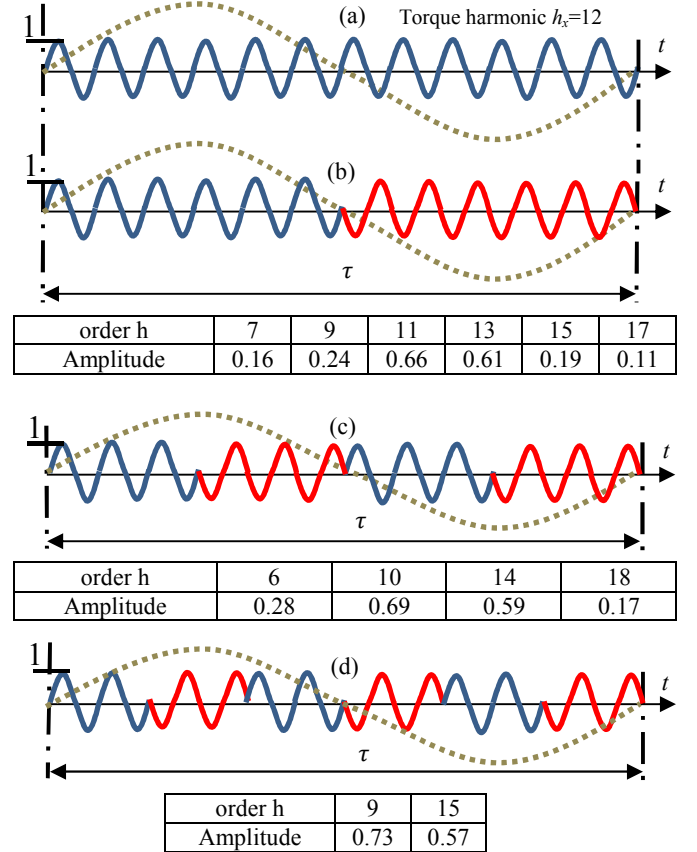 (a) Torque harmonic hₓ=12
1
t
(b)
1
t
τ
order h 7 9 11 13 15 17
Amplitude 0.16 0.24 0.66 0.61 0.19 0.11
(c)
1
t
τ
order h 6 10 14 18
Amplitude 0.28 0.69 0.59 0.17
(d)
1
t
τ
order h 9 15
Amplitude 0.73 0.57